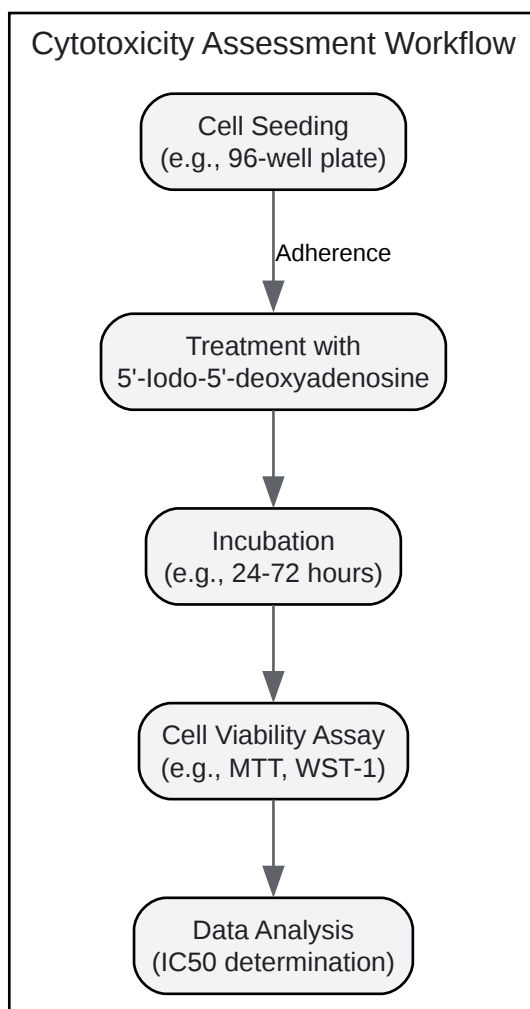 Cytotoxicity Assessment Workflow
Cell Seeding
(e.g., 96-well plate)
Adherence
Treatment with
5'-Iodo-5'-deoxyadenosine
Incubation
(e.g., 24-72 hours)
Cell Viability Assay
(e.g., MTT, WST-1)
Data Analysis
(IC50 determination)